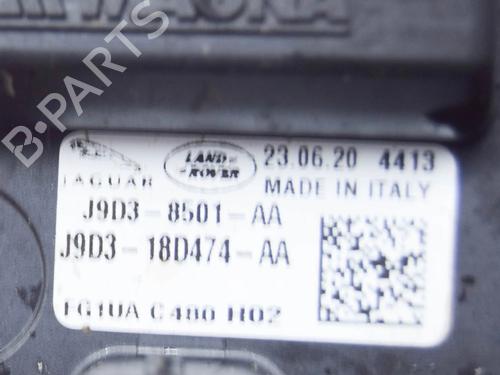 B-PARTS
JAGUAR
LAND ROVER
23.06.20 4413
MADE IN ITALY
J9D3-8501-AA
J9D3-18D474-AA
FG1UA C480 H02